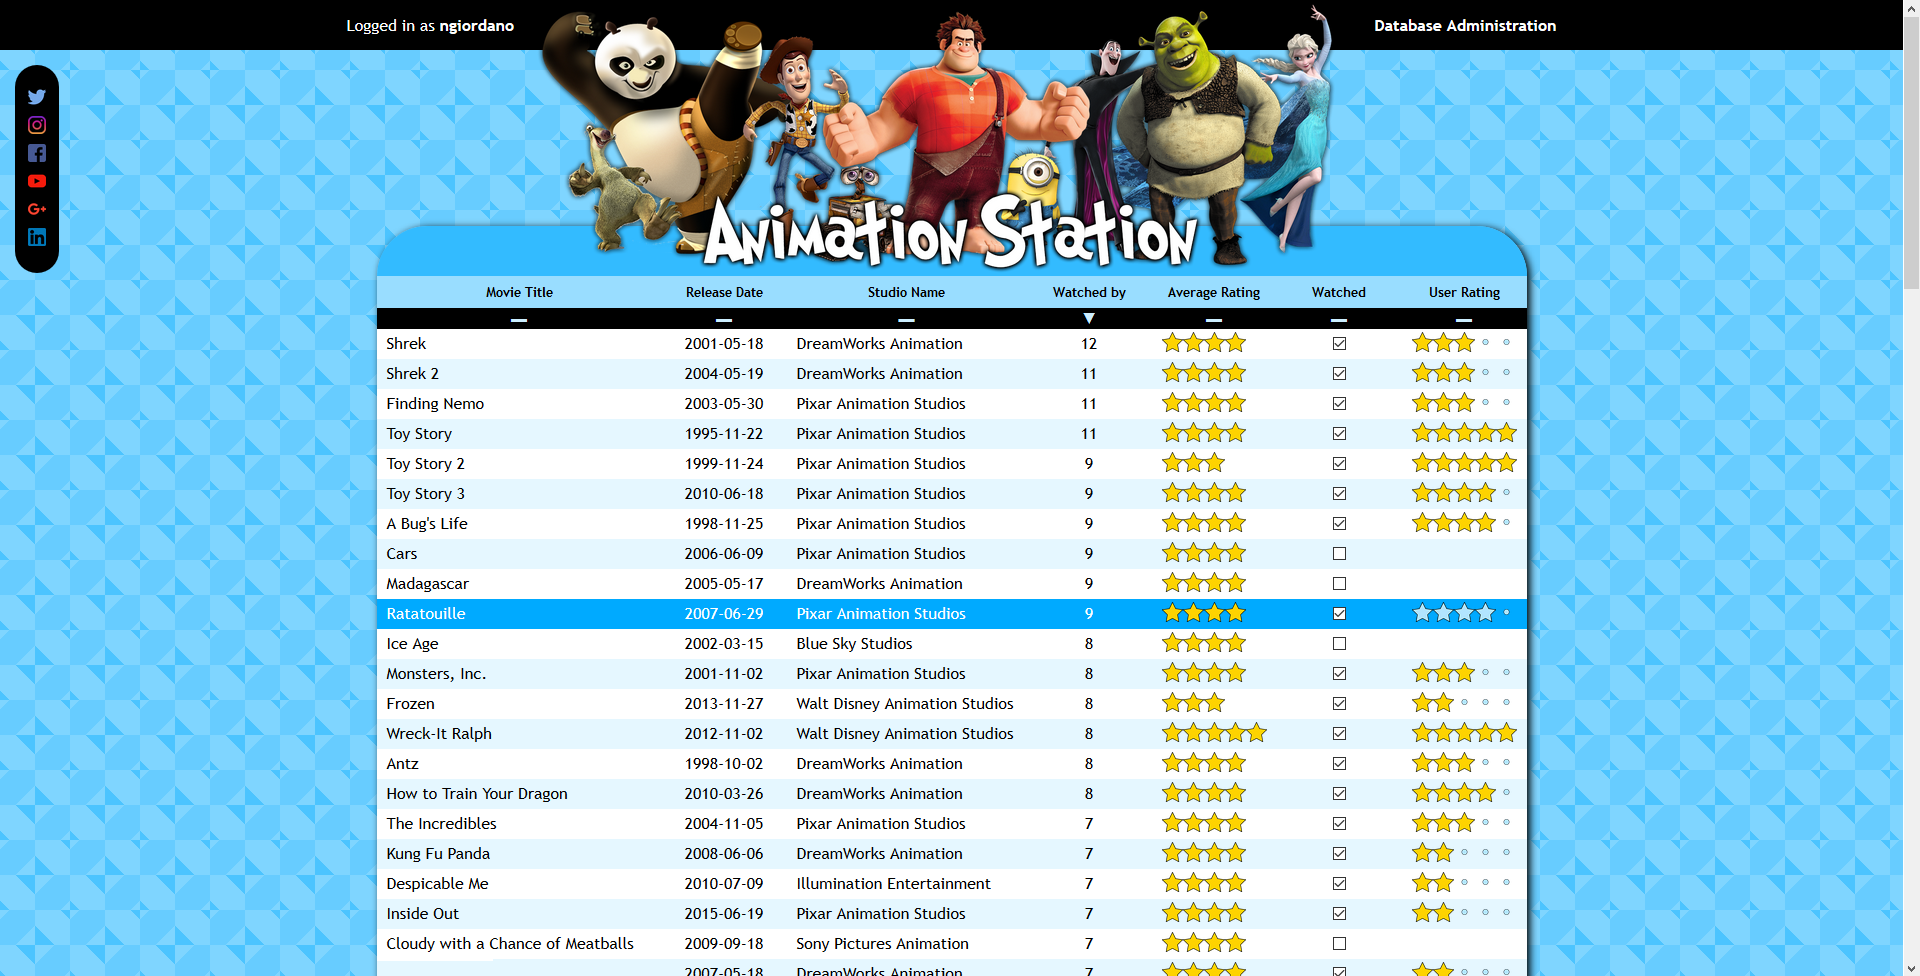 Logged in as ngiordano
Database Administration
Animation Station
Movie Title Release Date Studio Name Watched by Average Rating Watched User Rating
Shrek 2001-05-18 DreamWorks Animation 12
Shrek 2 2004-05-19 DreamWorks Animation 11
Finding Nemo 2003-05-30 Pixar Animation Studios 11
Toy Story 1995-11-22 Pixar Animation Studios 11
Toy Story 2 1999-11-24 Pixar Animation Studios 9
Toy Story 3 2010-06-18 Pixar Animation Studios 9
A Bug's Life 1998-11-25 Pixar Animation Studios 9
Cars 2006-06-09 Pixar Animation Studios 9
Madagascar 2005-05-17 DreamWorks Animation 9
Ratatouille 2007-06-29 Pixar Animation Studios 9
Ice Age 2002-03-15 Blue Sky Studios 8
Monsters, Inc. 2001-11-02 Pixar Animation Studios 8
Frozen 2013-11-27 Walt Disney Animation Studios 8
Wreck-It Ralph 2012-11-02 Walt Disney Animation Studios 8
Antz 1998-10-02 DreamWorks Animation 8
How to Train Your Dragon 2010-03-26 DreamWorks Animation 8
The Incredibles 2004-11-05 Pixar Animation Studios 7
Kung Fu Panda 2008-06-06 DreamWorks Animation 7
Despicable Me 2010-07-09 Illumination Entertainment 7
Inside Out 2015-06-19 Pixar Animation Studios 7
Cloudy with a Chance of Meatballs 2009-09-18 Sony Pictures Animation 7
2007-05-18 DreamWorks Animation 7